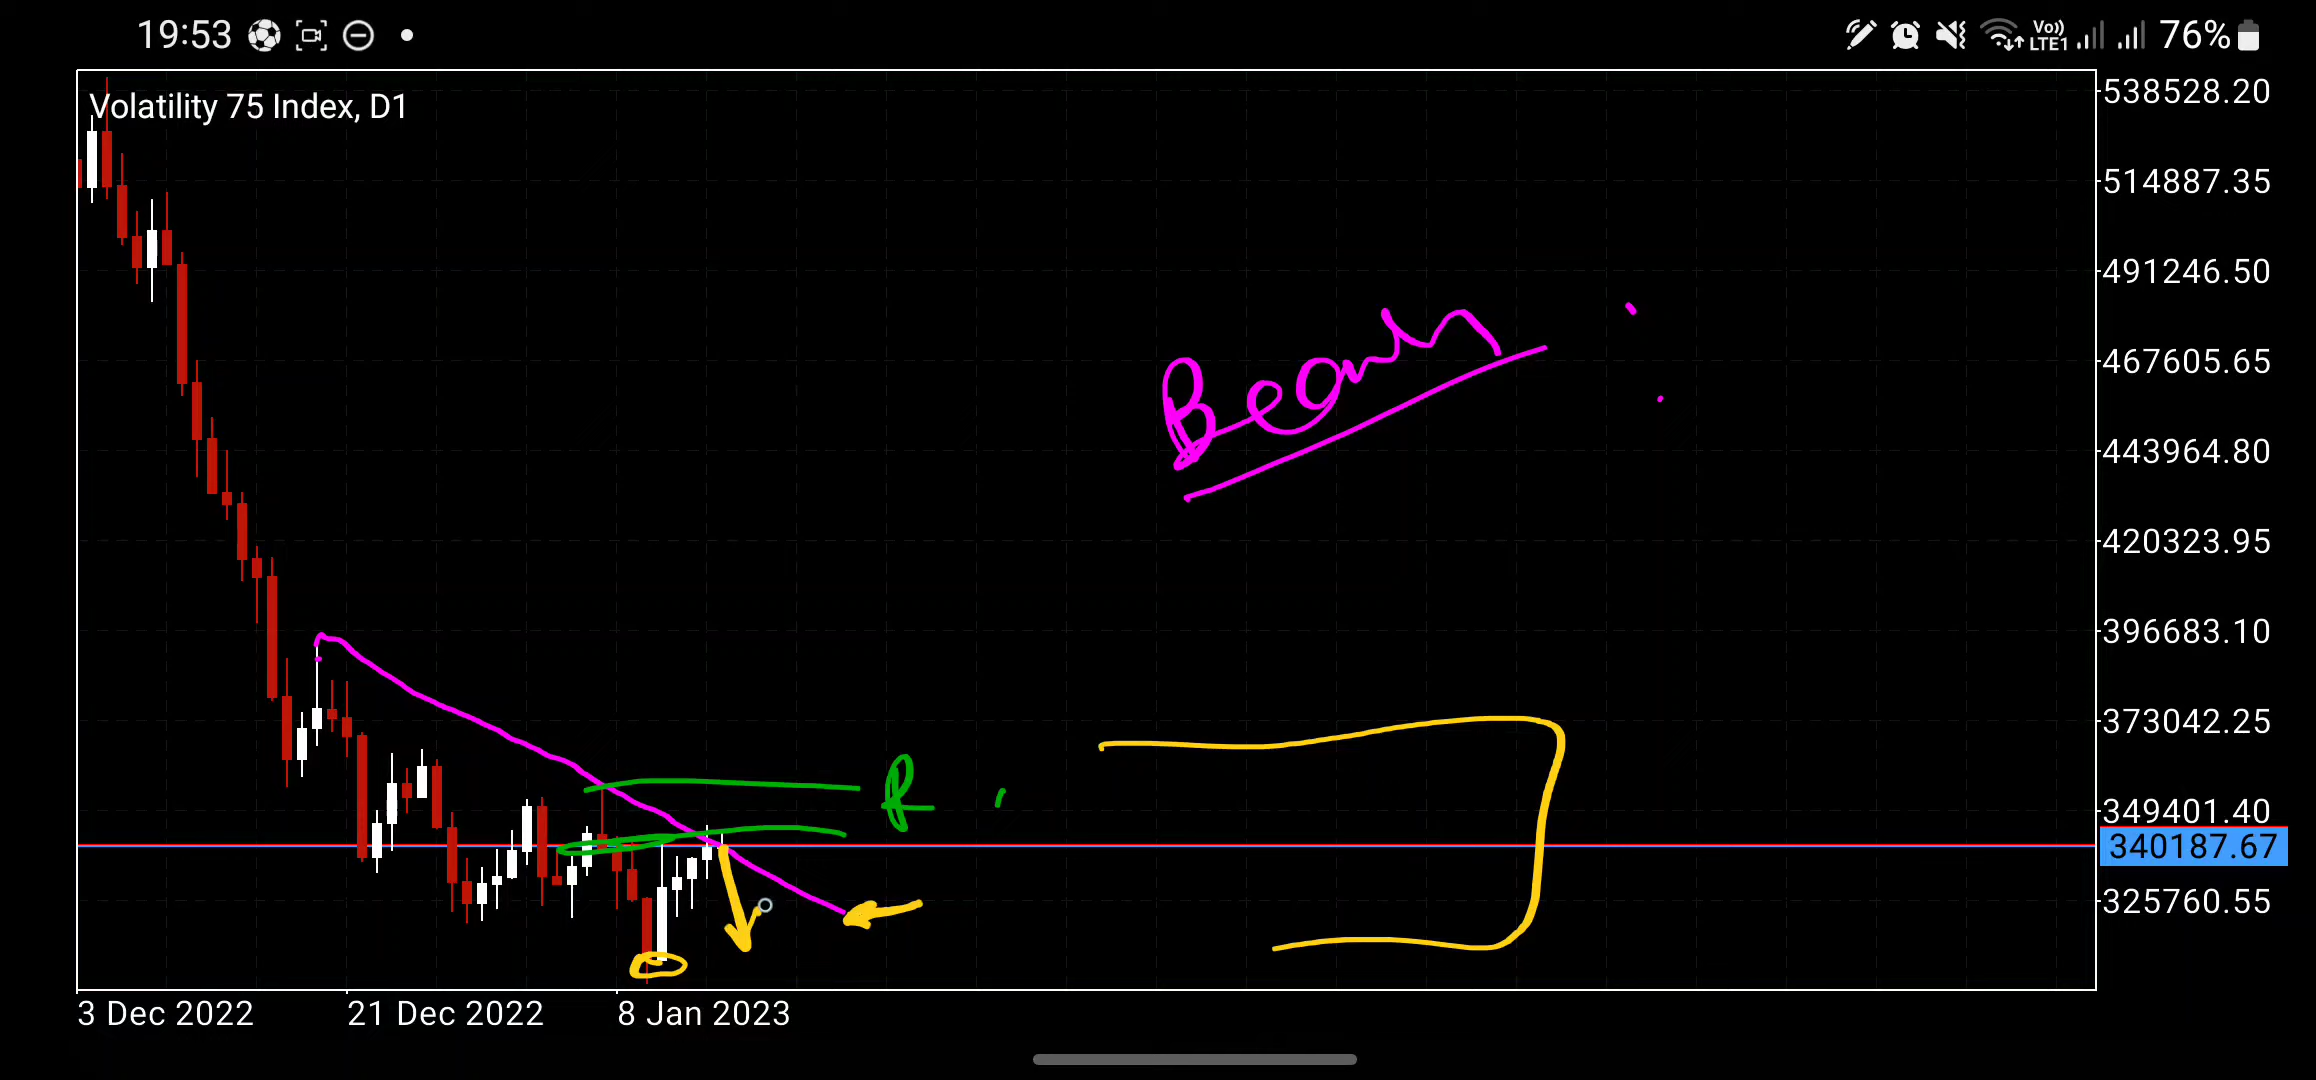 19:53 Vo)) LTE1 76%
Volatility 75 Index, D1
538528.20
514887.35
491246.50
467605.65
443964.80
420323.95
396683.10
373042.25
349401.40
340187.67
325760.55
R
3 Dec 2022 21 Dec 2022 8 Jan 2023